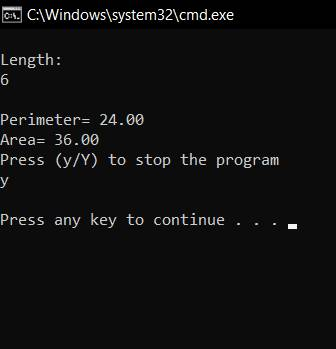 C:\Windows\system32\cmd.exe
Length:
6
Perimeter= 24.00
Area= 36.00
Press (y/Y) to stop the program
y
Press any key to continue . . .